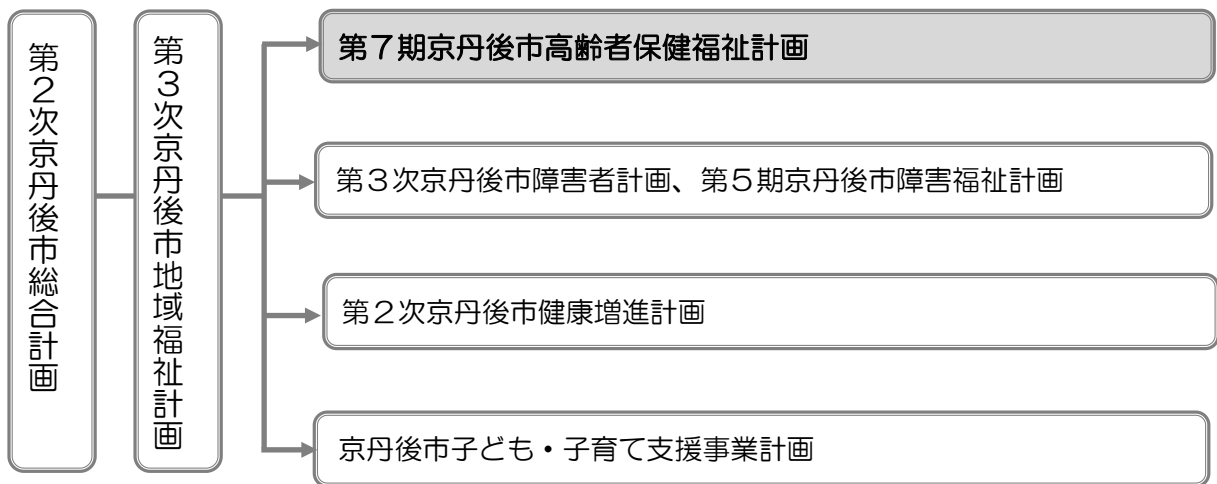 第２次京丹後市総合計画
第３次京丹後市地域福祉計画
第７期京丹後市高齢者保健福祉計画
第３次京丹後市障害者計画、第５期京丹後市障害福祉計画
第２次京丹後市健康増進計画
京丹後市子ども・子育て支援事業計画